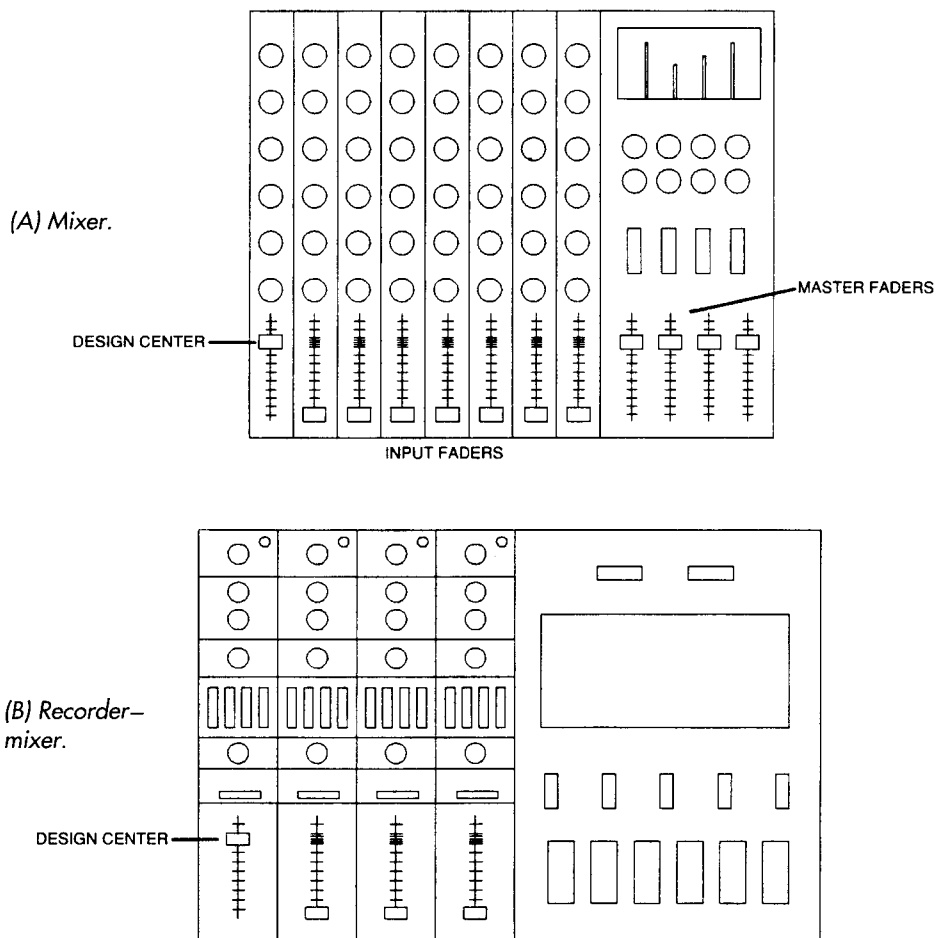 (A) Mixer.
DESIGN CENTER
MASTER FADERS
INPUT FADERS
(B) Recorder–
mixer.
DESIGN CENTER